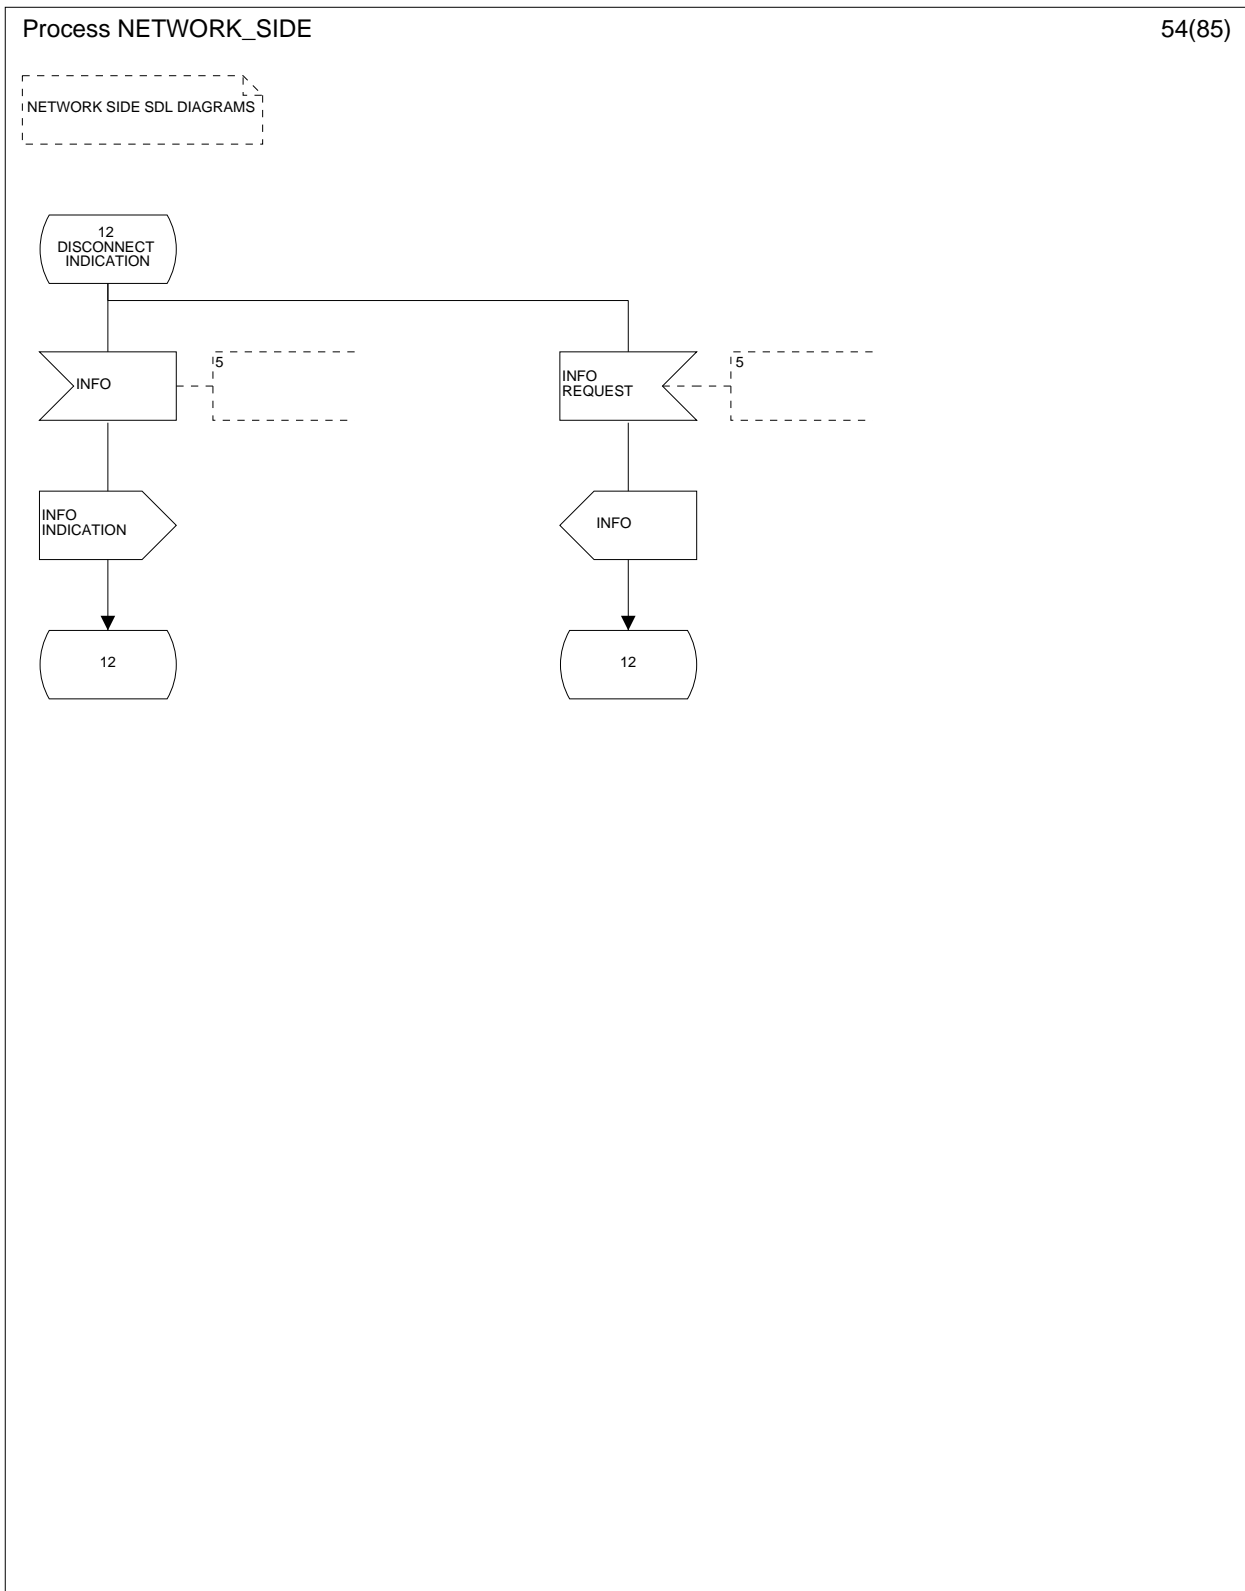 Process NETWORK_SIDE
54(85)
NETWORK SIDE SDL DIAGRAMS
12
DISCONNECT
INDICATION
INFO
5
INFO
REQUEST
5
INFO
INDICATION
INFO
12
12